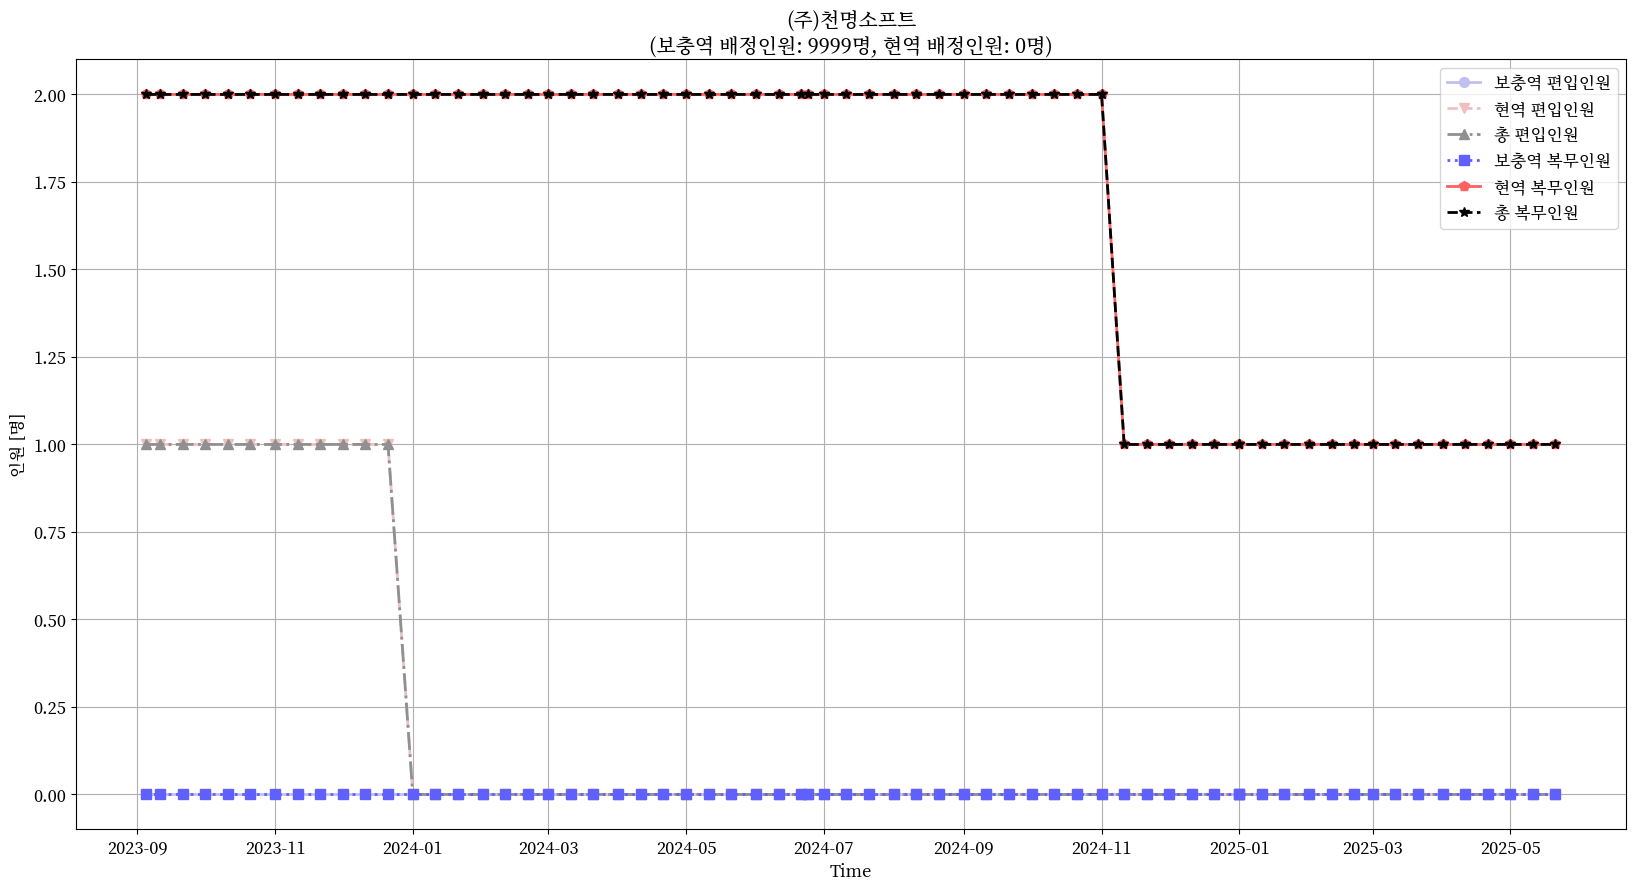 (주)천명소프트
(보충역 배정인원: 9999명, 현역 배정인원: 0명)
보충역 편입인원
현역 편입인원
총 편입인원
보충역 복무인원
현역 복무인원
총 복무인원
인원 [명]
2.00
1.75
1.50
1.25
1.00
0.75
0.50
0.25
0.00
2023-09 2023-11 2024-01 2024-03 2024-05 2024-07 2024-09 2024-11 2025-01 2025-03 2025-05
Time